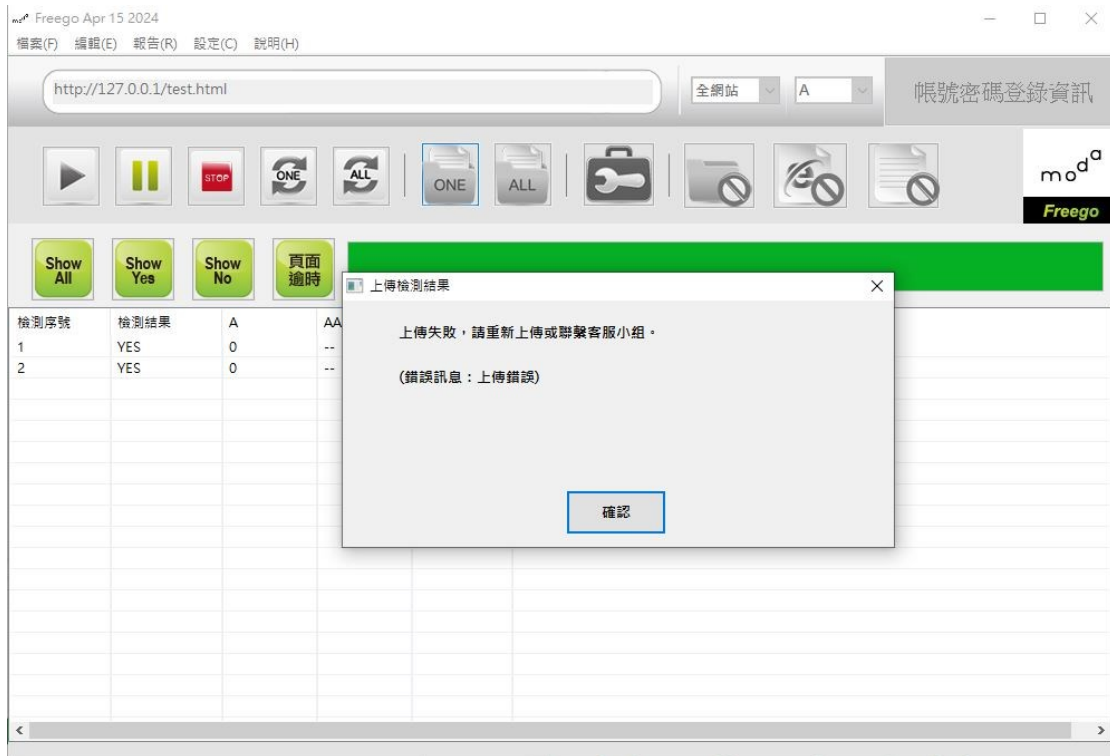 Freego Apr 15 2024
檔案(F) 編輯(E) 報告(R) 設定(C) 說明(H)
http://127.0.0.1/test.html
全網站
A
帳號密碼登錄資訊
STOP
ONE
ALL
ONE
ALL
moda
Freego
Show All
Show Yes
Show No
頁面逾時
上傳檢測結果
檢測序號 檢測結果 A AA
1 YES 0 --
2 YES 0 --
上傳失敗，請重新上傳或聯繫客服小組。
(錯誤訊息：上傳錯誤)
確認